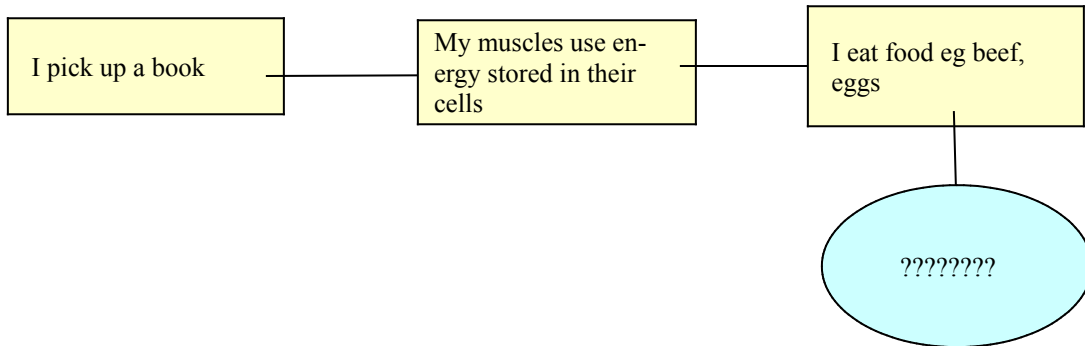 I pick up a book
My muscles use en-
ergy stored in their
cells
I eat food eg beef,
eggs
????????